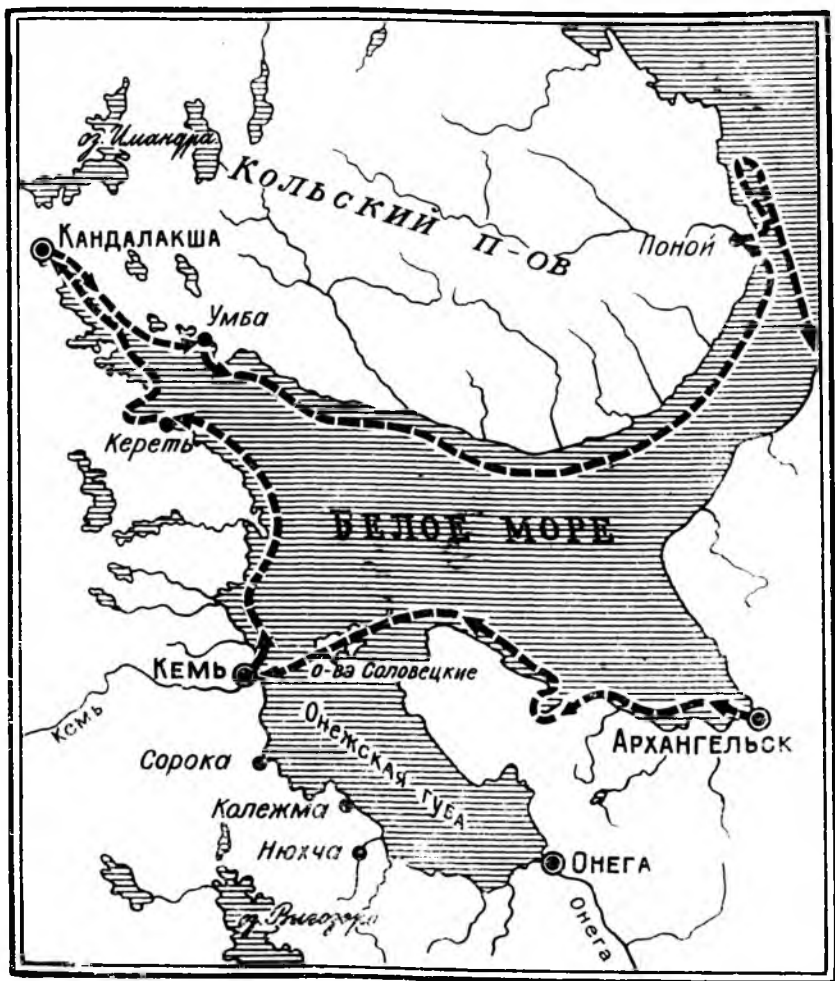 оз. Имандра
Кольский п-ов
Кандалакша
Поной
Умба
Кереть
БЕЛОЕ МОРЕ
Кемь
о-ва Соловецкие
Кемь
Онежская губа
Архангельск
Сорока
Колежма
Нюхча
Онега
оз. Выгозеро
Онега